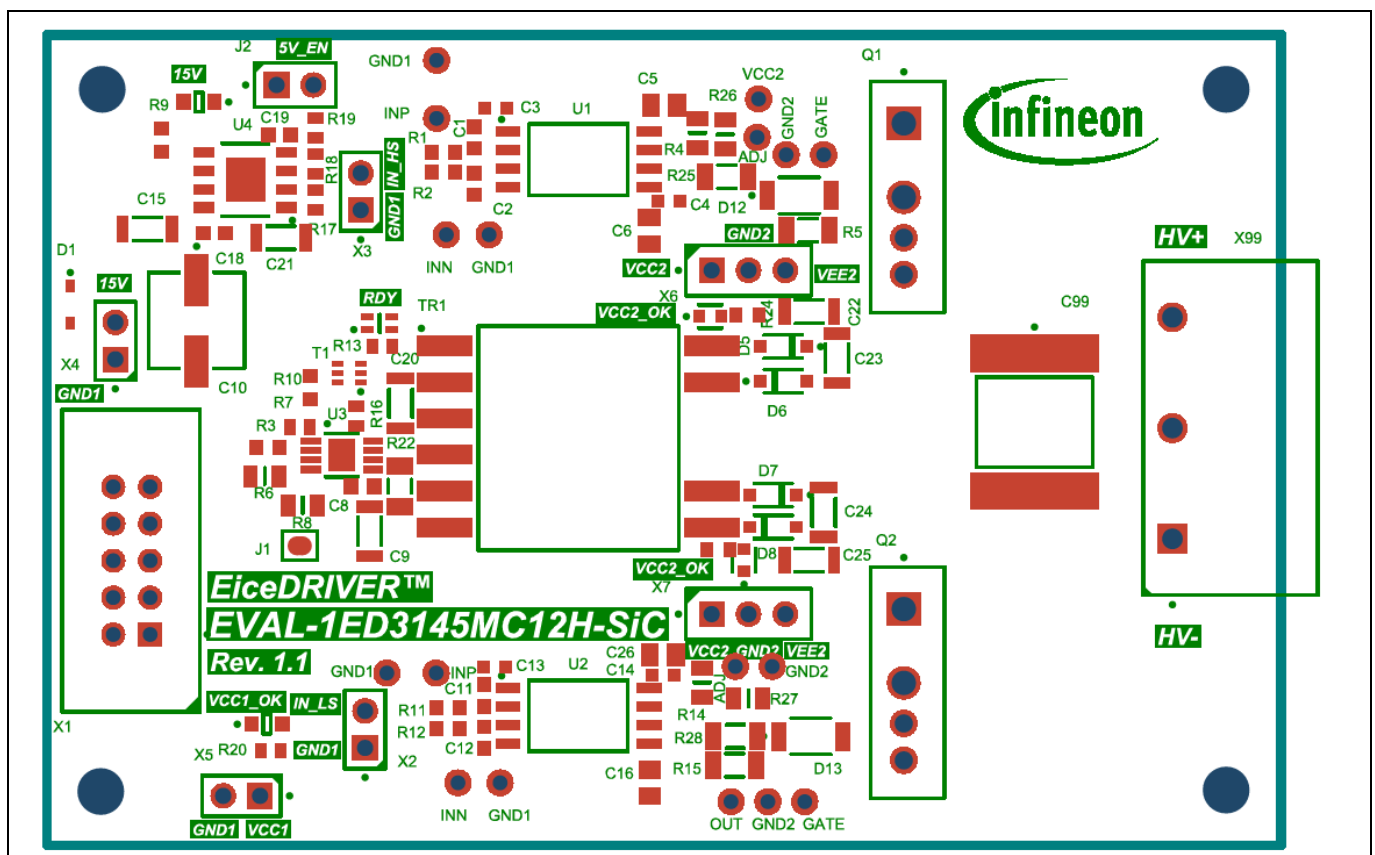 J2
5V_EN
15V
R9
U4
C19
R19
R18
IN_HS
GND1
X3
R17
C15
C18
C21
D1
15V
X4
GND1
C10
GND1
INP
R1
R2
C1
C3
U1
C2
INN
GND1
C5
R26
VCC2
GND2
GATE
ADJ
R4
R25
D12
C4
C6
R5
GND2
VCC2
VEE2
X6
VCC2_OK
R24
C22
D5
C23
D6
Q1
infineon
HV+
X99
C99
RDY
TR1
R13
T1
C20
R10
R7
U3
R16
R3
R22
R6
C8
R8
J1
C9
D7
C24
D8
C25
VCC2_OK
X7
Q2
EiceDRIVER™
EVAL-1ED3145MC12H-SiC
Rev. 1.1
HV-
VCC2 GND2 VEE2
C26
C14
GND2
ADJ
R27
R14
R28
R15
D13
C16
OUT GND2 GATE
GND1
INP
C13
U2
C11
R11
R12
C12
INN
GND1
X1
VCC1_OK
IN_LS
R20
GND1
X5
X2
GND1 VCC1